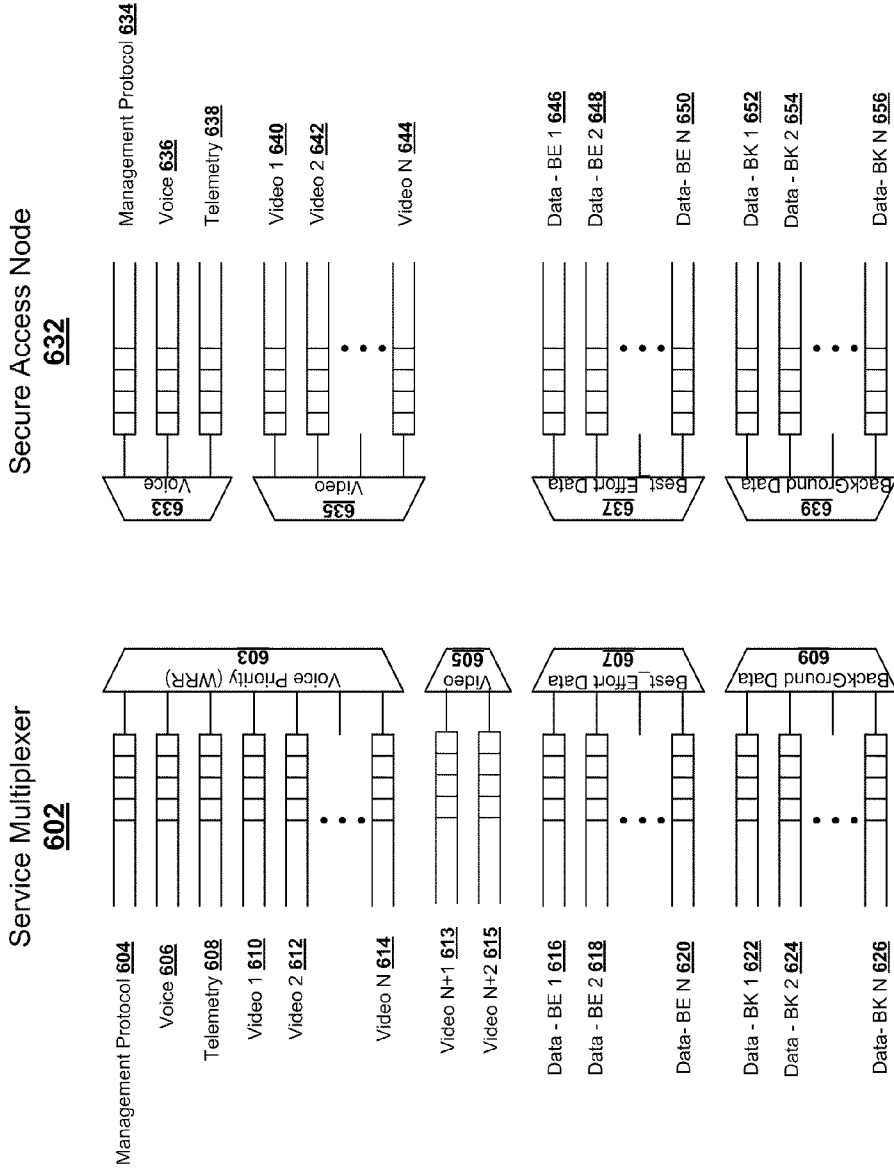 Service Multiplexer
602
Management Protocol 604
Voice 606
Telemetry 608
Video 1 610
Video 2 612
Video N 614
Video N+1 613
Video N+2 615
Data - BE 1 616
Data - BE 2 618
Data- BE N 620
Data - BK 1 622
Data - BK 2 624
Data- BK N 626
603
Voice Priority (WRR)
605
Video
607
Best_Effort Data
609
BackGround Data
Secure Access Node
632
633
Voice
635
Video
637
Best_Effort Data
639
BackGround Data
Management Protocol 634
Voice 636
Telemetry 638
Video 1 640
Video 2 642
Video N 644
Data - BE 1 646
Data - BE 2 648
Data- BE N 650
Data - BK 1 652
Data - BK 2 654
Data- BK N 656